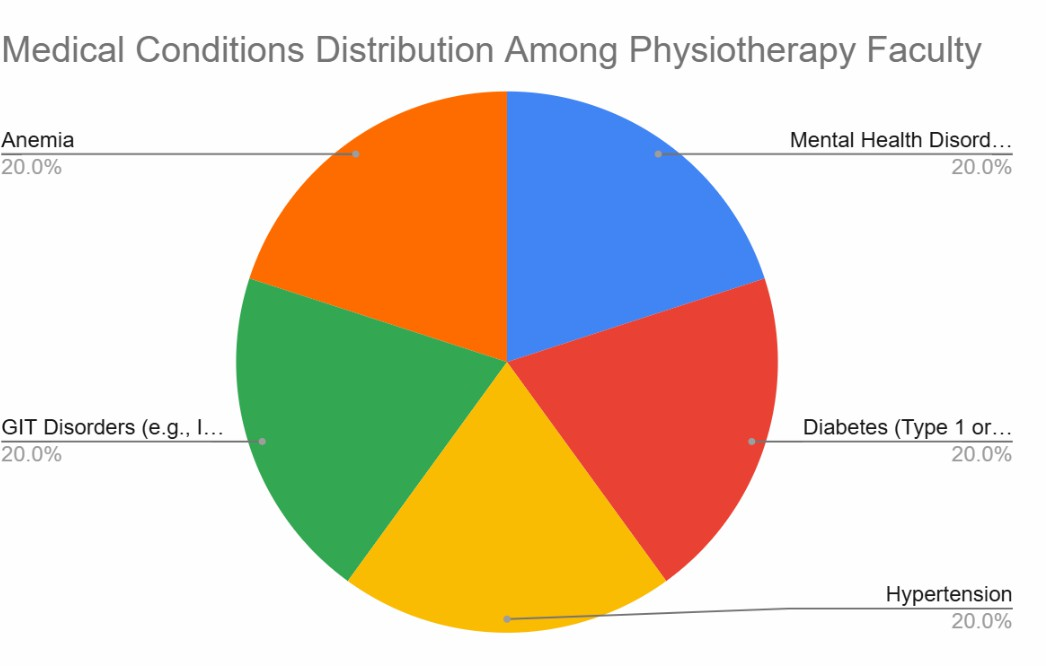 Medical Conditions Distribution Among Physiotherapy Faculty
Anemia
20.0%
Mental Health Disord…
20.0%
GIT Disorders (e.g., I…
20.0%
Diabetes (Type 1 or…
20.0%
Hypertension
20.0%